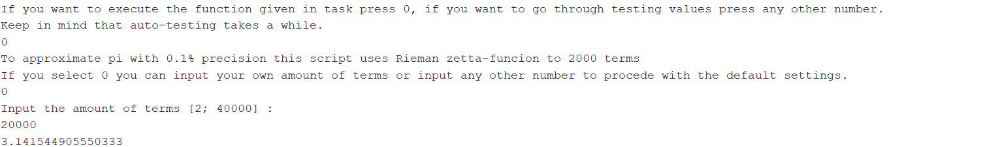 If you want to execute the function given in task press 0, if you want to go through testing values press any other number.
Keep in mind that auto-testing takes a while.
0
To approximate pi with 0.1% precision this script uses Rieman zetta-funcion to 2000 terms
If you select 0 you can input your own amount of terms or input any other number to procede with the default settings.
0
Input the amount of terms [2; 40000] :
20000
3.141544905550333